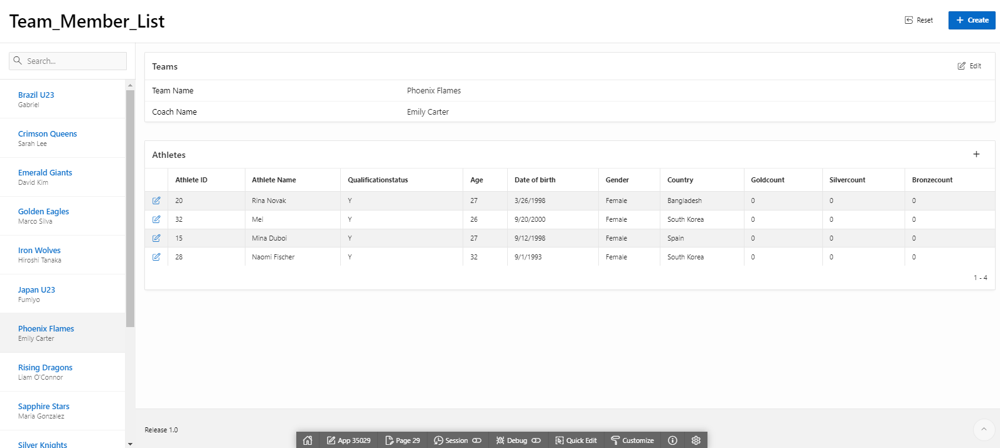 Team_Member_List
Reset
Create
Search...
Brazil U23
Gabriel
Crimson Queens
Sarah Lee
Emerald Giants
David Kim
Golden Eagles
Marco Silva
Iron Wolves
Hiroshi Tanaka
Japan U23
Fumiyo
Phoenix Flames
Emily Carter
Rising Dragons
Liam O'Connor
Sapphire Stars
Maria Gonzalez
Silver Knights
Teams
Edit
Team Name Phoenix Flames
Coach Name Emily Carter
Athletes
Athlete ID Athlete Name Qualificationstatus Age Date of birth Gender Country Goldcount Silvercount Bronzecount
20 Rina Novak Y 27 3/26/1998 Female Bangladesh 0 0 0
32 Mei Y 26 9/20/2000 Female South Korea 0 0 0
15 Mina Duboi Y 27 9/12/1998 Female Spain 0 0 0
28 Naomi Fischer Y 32 9/1/1993 Female South Korea 0 0 0
1 - 4
Release 1.0
App 35029 Page 29 Session Debug Quick Edit Customize